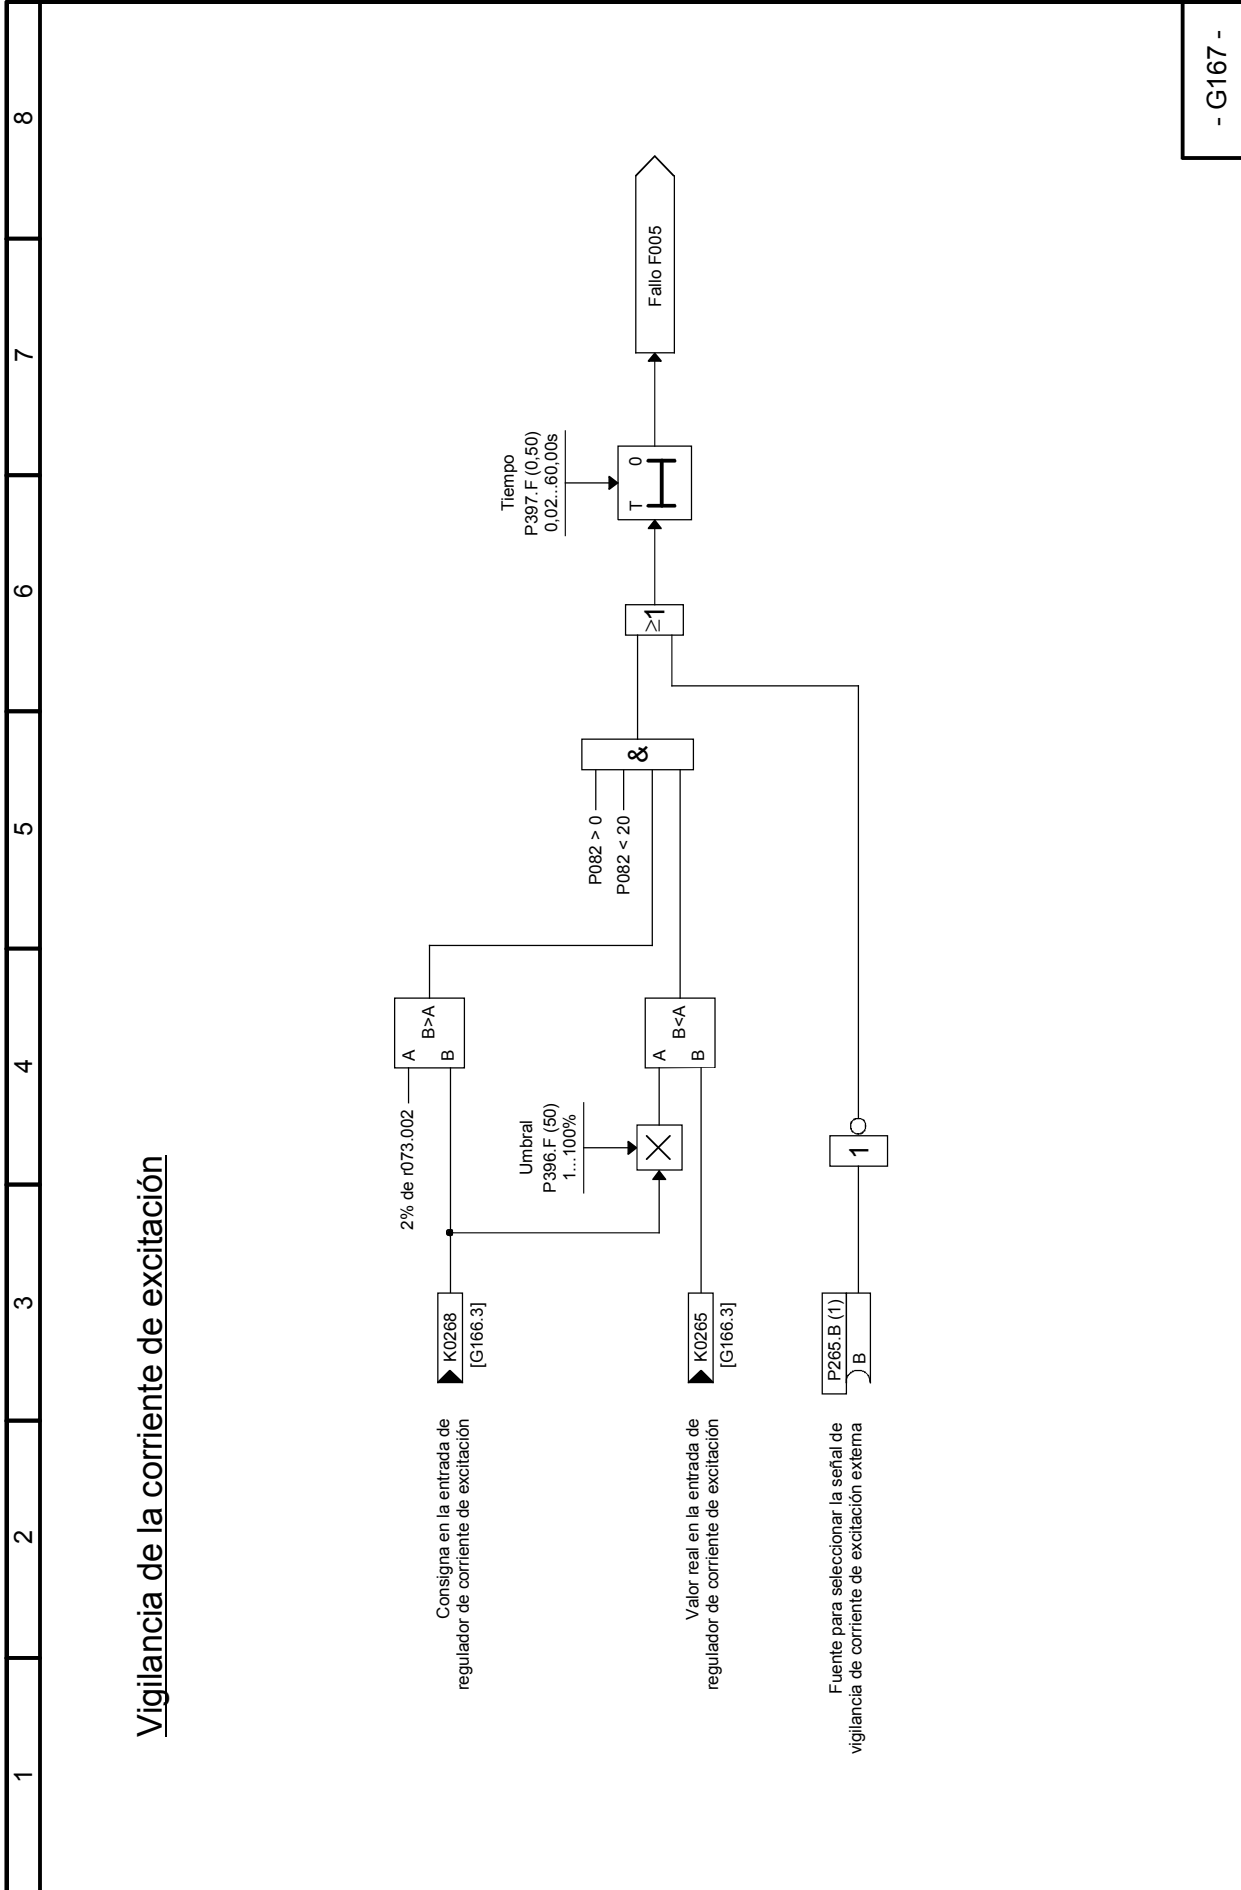 1 2 3 4 5 6 7 8
Vigilancia de la corriente de excitación
Consigna en la entrada de
regulador de corriente de excitación
K0268
[G166.3]
2% de r073.002
A
B>A
B
Umbral
P396.F (50)
1...100%
Valor real en la entrada de
regulador de corriente de excitación
K0265
[G166.3]
A
B<A
B
P082 > 0
P082 < 20
&
≥1
Tiempo
P397.F (0,50)
0,02...60,00s
T 0
Fallo F005
Fuente para seleccionar la señal de
vigilancia de corriente de excitación externa
P265.B (1)
B
1
- G167 -